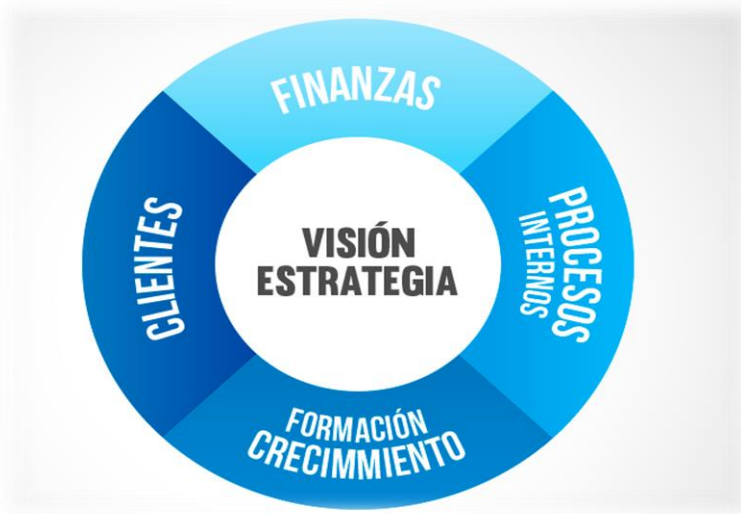 FINANZAS
CLIENTES
VISIÓN
ESTRATEGIA
PROCESOS
INTERNOS
FORMACIÓN
CRECIMMIENTO